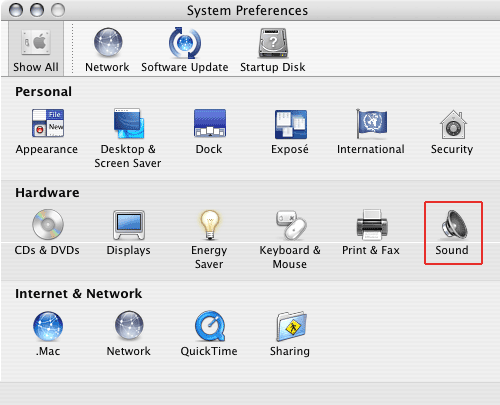 System Preferences
Show All Network Software Update Startup Disk
Personal
Appearance Desktop & Screen Saver Dock Exposé International Security
Hardware
CDs & DVDs Displays Energy Saver Keyboard & Mouse Print & Fax Sound
Internet & Network
.Mac Network QuickTime Sharing
File
New